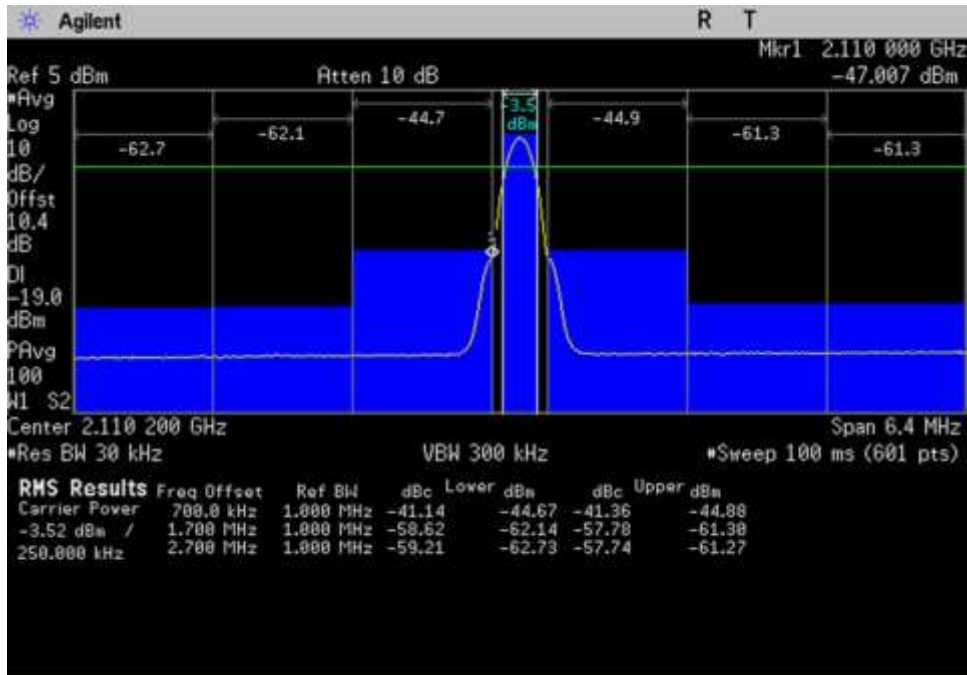 Agilent R T
Mkr1 2.110 000 GHz
Ref 5 dBm Atten 10 dB -47.007 dBm
#Avg
Log
10
dB/
Offst
10.4
dB
DI
-19.0
dBm
PAvg
100
W1 S2
-62.7 -62.1 -44.7 -3.5 dBm -44.9 -61.3 -61.3
Center 2.110 200 GHz Span 6.4 MHz
#Res BW 30 kHz VBW 300 kHz #Sweep 100 ms (601 pts)
RMS Results Freq Offset Ref BW dBc Lower dBm dBc Upper dBm
Carrier Power 700.0 kHz 1.000 MHz -41.14 -44.67 -41.36 -44.88
-3.52 dBm / 1.700 MHz 1.000 MHz -58.62 -62.14 -57.78 -61.30
250.000 kHz 2.700 MHz 1.000 MHz -59.21 -62.73 -57.74 -61.27